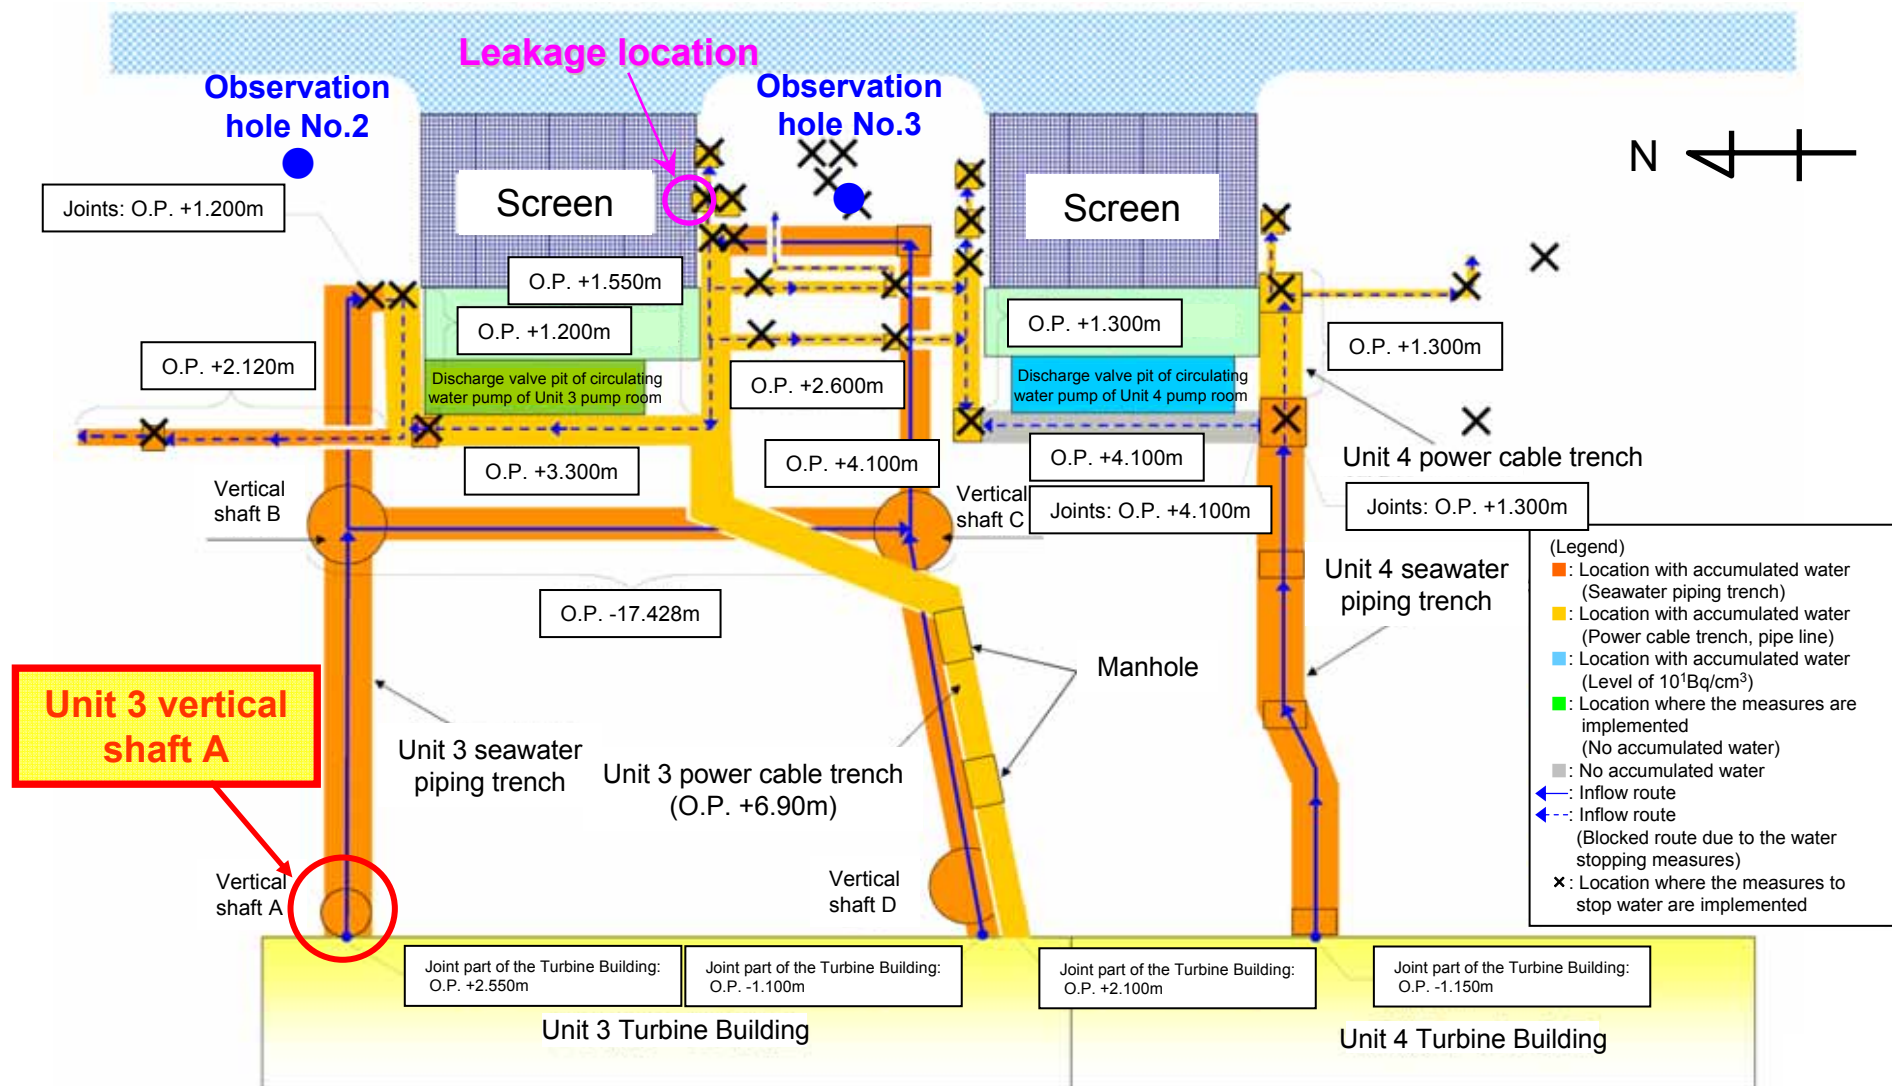 Leakage location
Observation
hole No.2
Observation
hole No.3
N
Screen
Screen
Joints: O.P. +1.200m
O.P. +1.550m
O.P. +1.200m
O.P. +1.300m
O.P. +1.300m
O.P. +2.120m
Discharge valve pit of circulating
water pump of Unit 3 pump room
O.P. +2.600m
Discharge valve pit of circulating
water pump of Unit 4 pump room
O.P. +3.300m
O.P. +4.100m
O.P. +4.100m
Unit 4 power cable trench
Vertical
shaft B
Vertical
shaft C
Joints: O.P. +4.100m
Joints: O.P. +1.300m
O.P. -17.428m
Unit 4 seawater
piping trench
Manhole
(Legend)
: Location with accumulated water
(Seawater piping trench)
: Location with accumulated water
(Power cable trench, pipe line)
: Location with accumulated water
(Level of 10¹Bq/cm³)
: Location where the measures are
implemented
(No accumulated water)
: No accumulated water
: Inflow route
: Inflow route
(Blocked route due to the water
stopping measures)
×: Location where the measures to
stop water are implemented
Unit 3 vertical
shaft A
Unit 3 seawater
piping trench
Unit 3 power cable trench
(O.P. +6.90m)
Vertical
shaft A
Vertical
shaft D
Joint part of the Turbine Building:
O.P. +2.550m
Joint part of the Turbine Building:
O.P. -1.100m
Joint part of the Turbine Building:
O.P. +2.100m
Joint part of the Turbine Building:
O.P. -1.150m
Unit 3 Turbine Building
Unit 4 Turbine Building